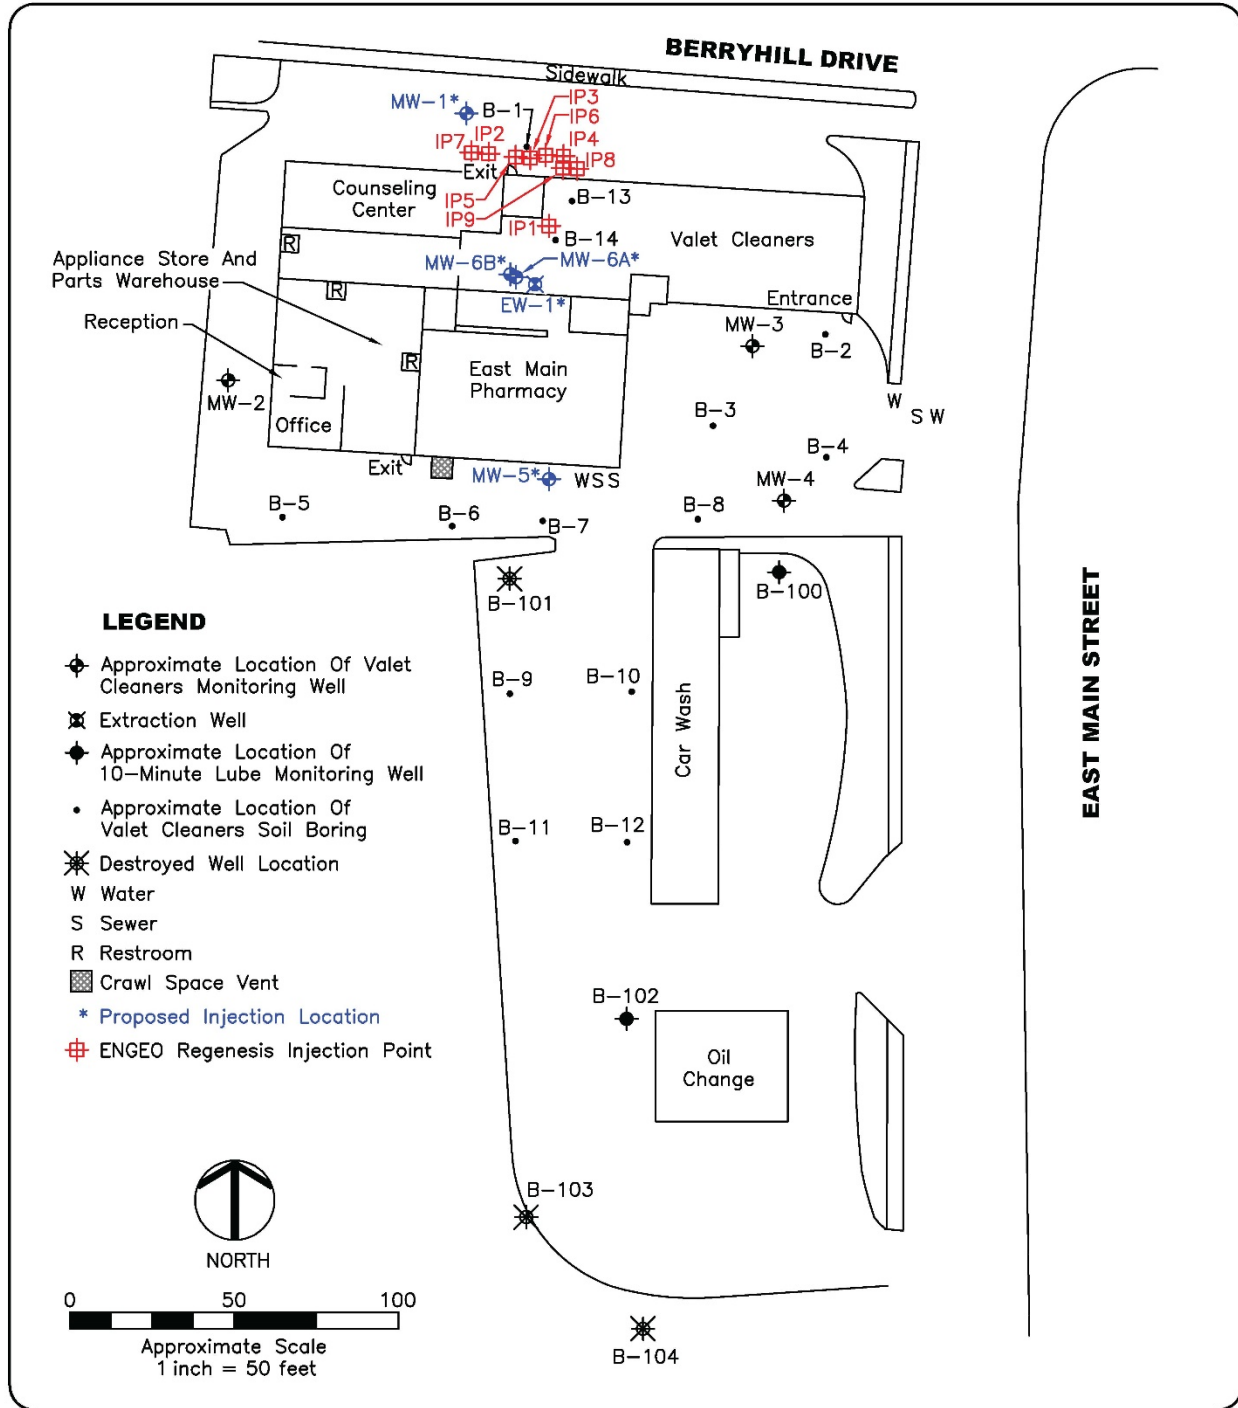 BERRYHILL DRIVE
Sidewalk
MW-1*
B-1
IP3
IP6
IP7
IP2
IP4
IP8
Exit
IP5
IP9
Counseling
Center
B-13
IP1
B-14
Valet Cleaners
R
Appliance Store And
Parts Warehouse
MW-6B*
MW-6A*
R
EW-1*
Entrance
Reception
MW-3
B-2
R
East Main
Pharmacy
MW-2
W
S W
Office
B-3
B-4
Exit
MW-5*
WSS
MW-4
B-5
B-6
B-7
B-8
B-101
B-100
EAST MAIN STREET
B-9
B-10
Car Wash
B-11
B-12
B-102
Oil
Change
B-103
B-104
LEGEND
Approximate Location Of Valet
Cleaners Monitoring Well
Extraction Well
Approximate Location Of
10-Minute Lube Monitoring Well
Approximate Location Of
Valet Cleaners Soil Boring
Destroyed Well Location
W Water
S Sewer
R Restroom
Crawl Space Vent
* Proposed Injection Location
ENGEO Regenesis Injection Point
NORTH
0 50 100
Approximate Scale
1 inch = 50 feet